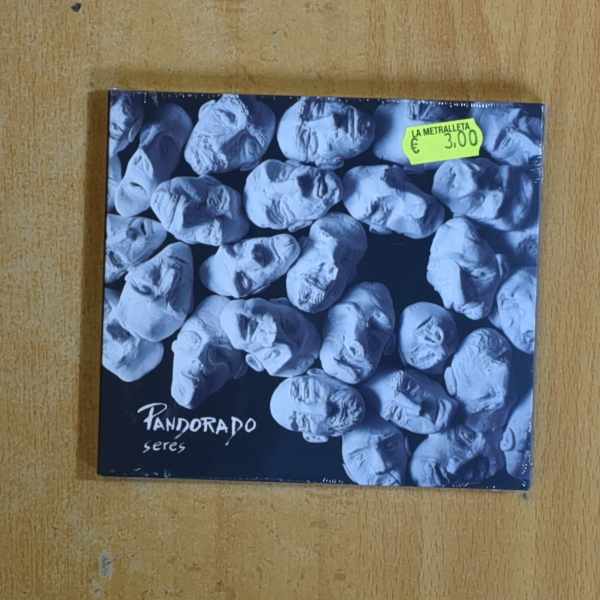 LA METRALLETA
€ 3,00
PANDORADO
seres